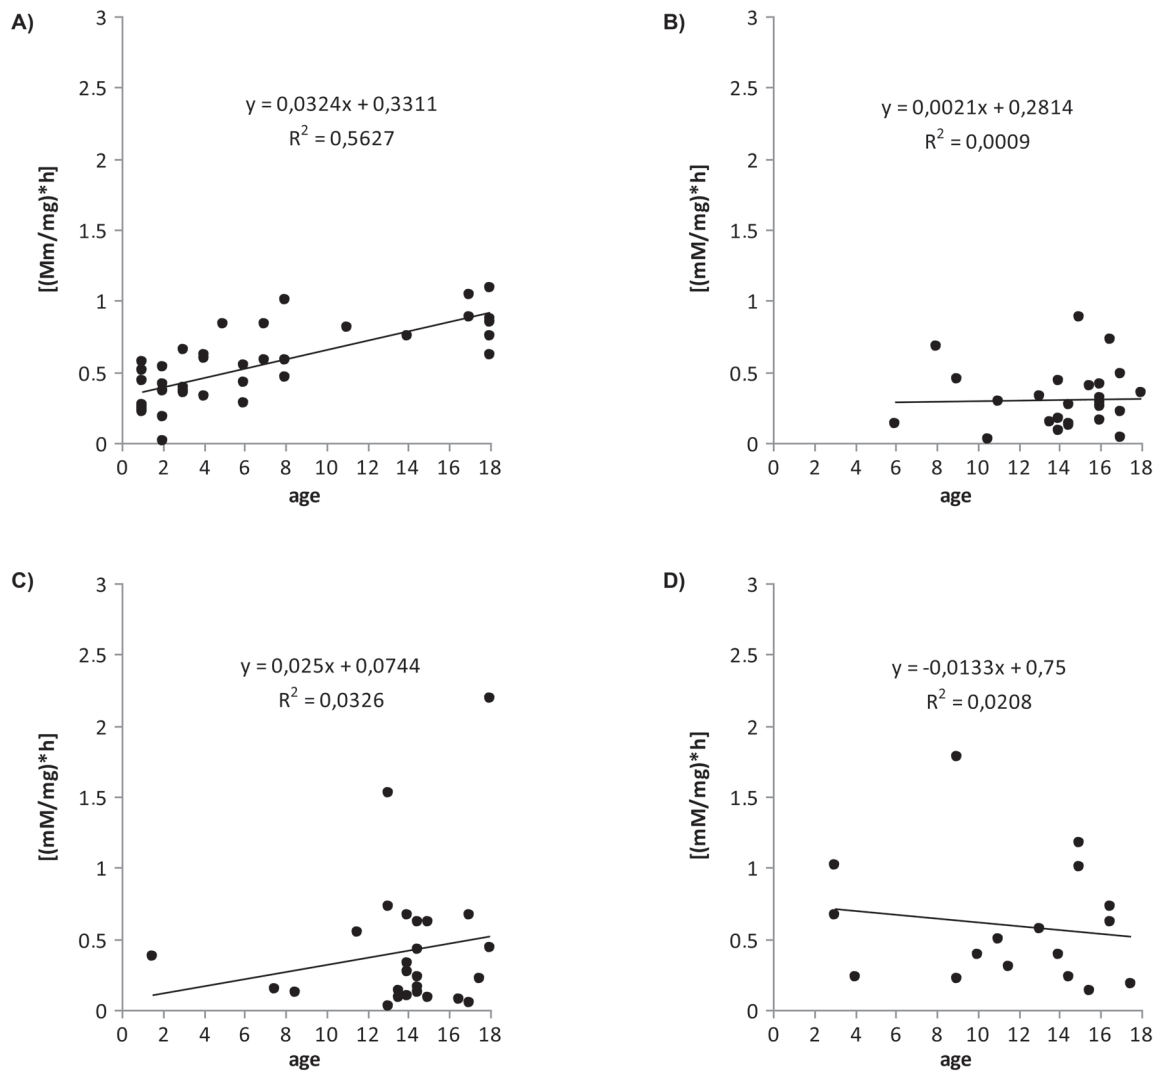 A)
3
2.5
2
1.5
1
0.5
0
[(Mm/mg)*h]
y = 0,0324x + 0,3311
R² = 0,5627
0 2 4 6 8 10 12 14 16 18
age
B)
3
2.5
2
1.5
1
0.5
0
[(mM/mg)*h]
y = 0,0021x + 0,2814
R² = 0,0009
0 2 4 6 8 10 12 14 16 18
age
C)
3
2.5
2
1.5
1
0.5
0
[(mM/mg)*h]
y = 0,025x + 0,0744
R² = 0,0326
0 2 4 6 8 10 12 14 16 18
age
D)
3
2.5
2
1.5
1
0.5
0
[(mM/mg)*h]
y = -0,0133x + 0,75
R² = 0,0208
0 2 4 6 8 10 12 14 16 18
age